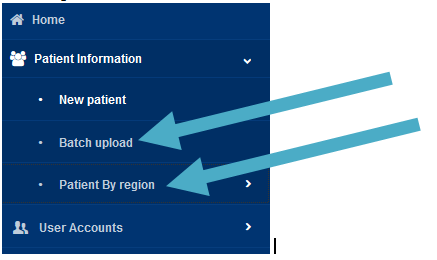 Home
Patient Information
• New patient
• Batch upload
• Patient By region
User Accounts